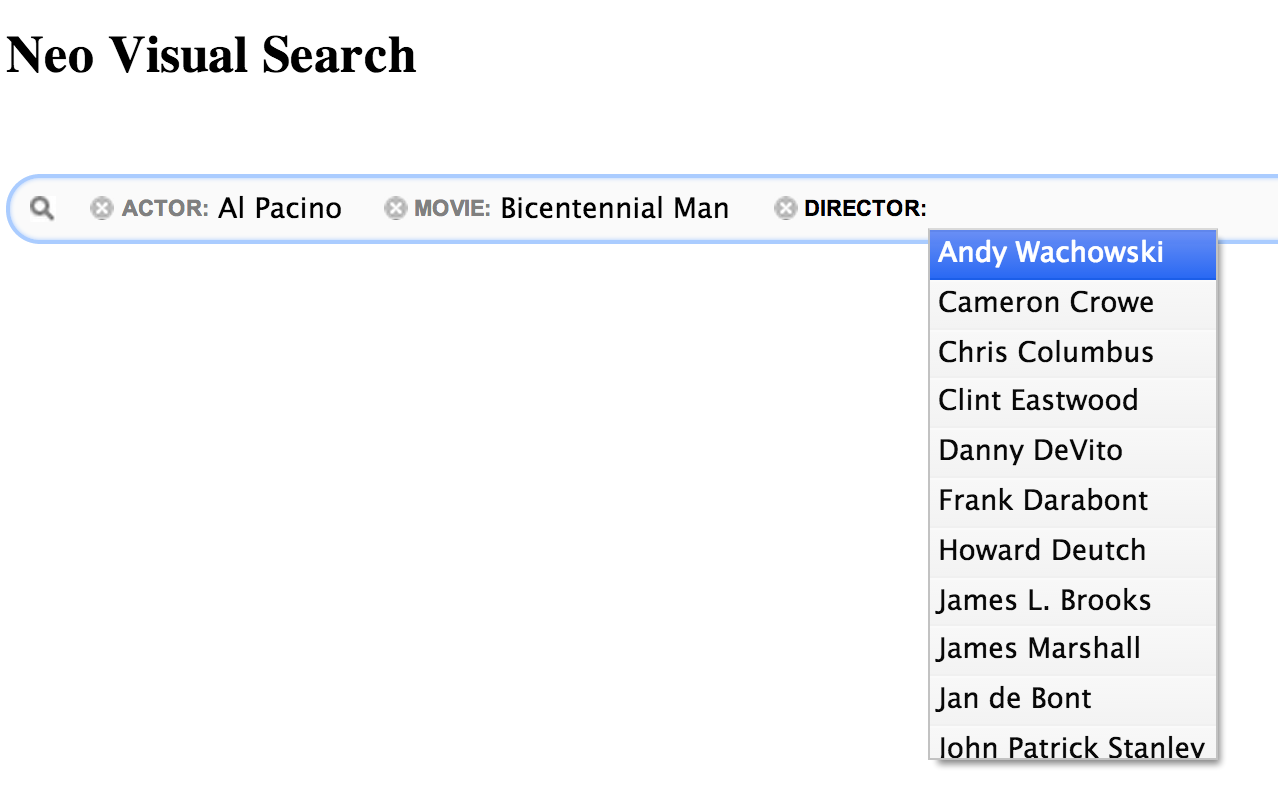 Neo Visual Search
ACTOR: Al Pacino MOVIE: Bicentennial Man DIRECTOR:
Andy Wachowski
Cameron Crowe
Chris Columbus
Clint Eastwood
Danny DeVito
Frank Darabont
Howard Deutch
James L. Brooks
James Marshall
Jan de Bont
John Patrick Stanley